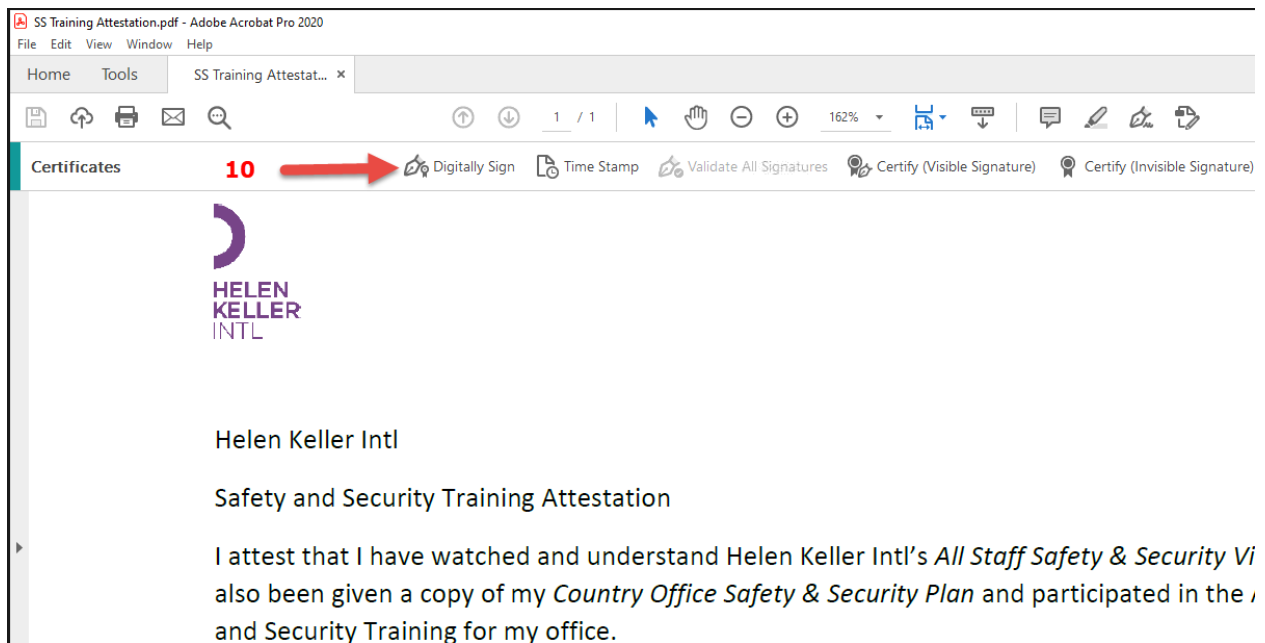 SS Training Attestation.pdf - Adobe Acrobat Pro 2020
File Edit View Window Help
Home Tools SS Training Attestat... ×
1 / 1 162%
Certificates 10 Digitally Sign Time Stamp Validate All Signatures Certify (Visible Signature) Certify (Invisible Signature)
HELEN
KELLER
INTL
Helen Keller Intl
Safety and Security Training Attestation
I attest that I have watched and understand Helen Keller Intl’s All Staff Safety & Security Vi
also been given a copy of my Country Office Safety & Security Plan and participated in the
and Security Training for my office.